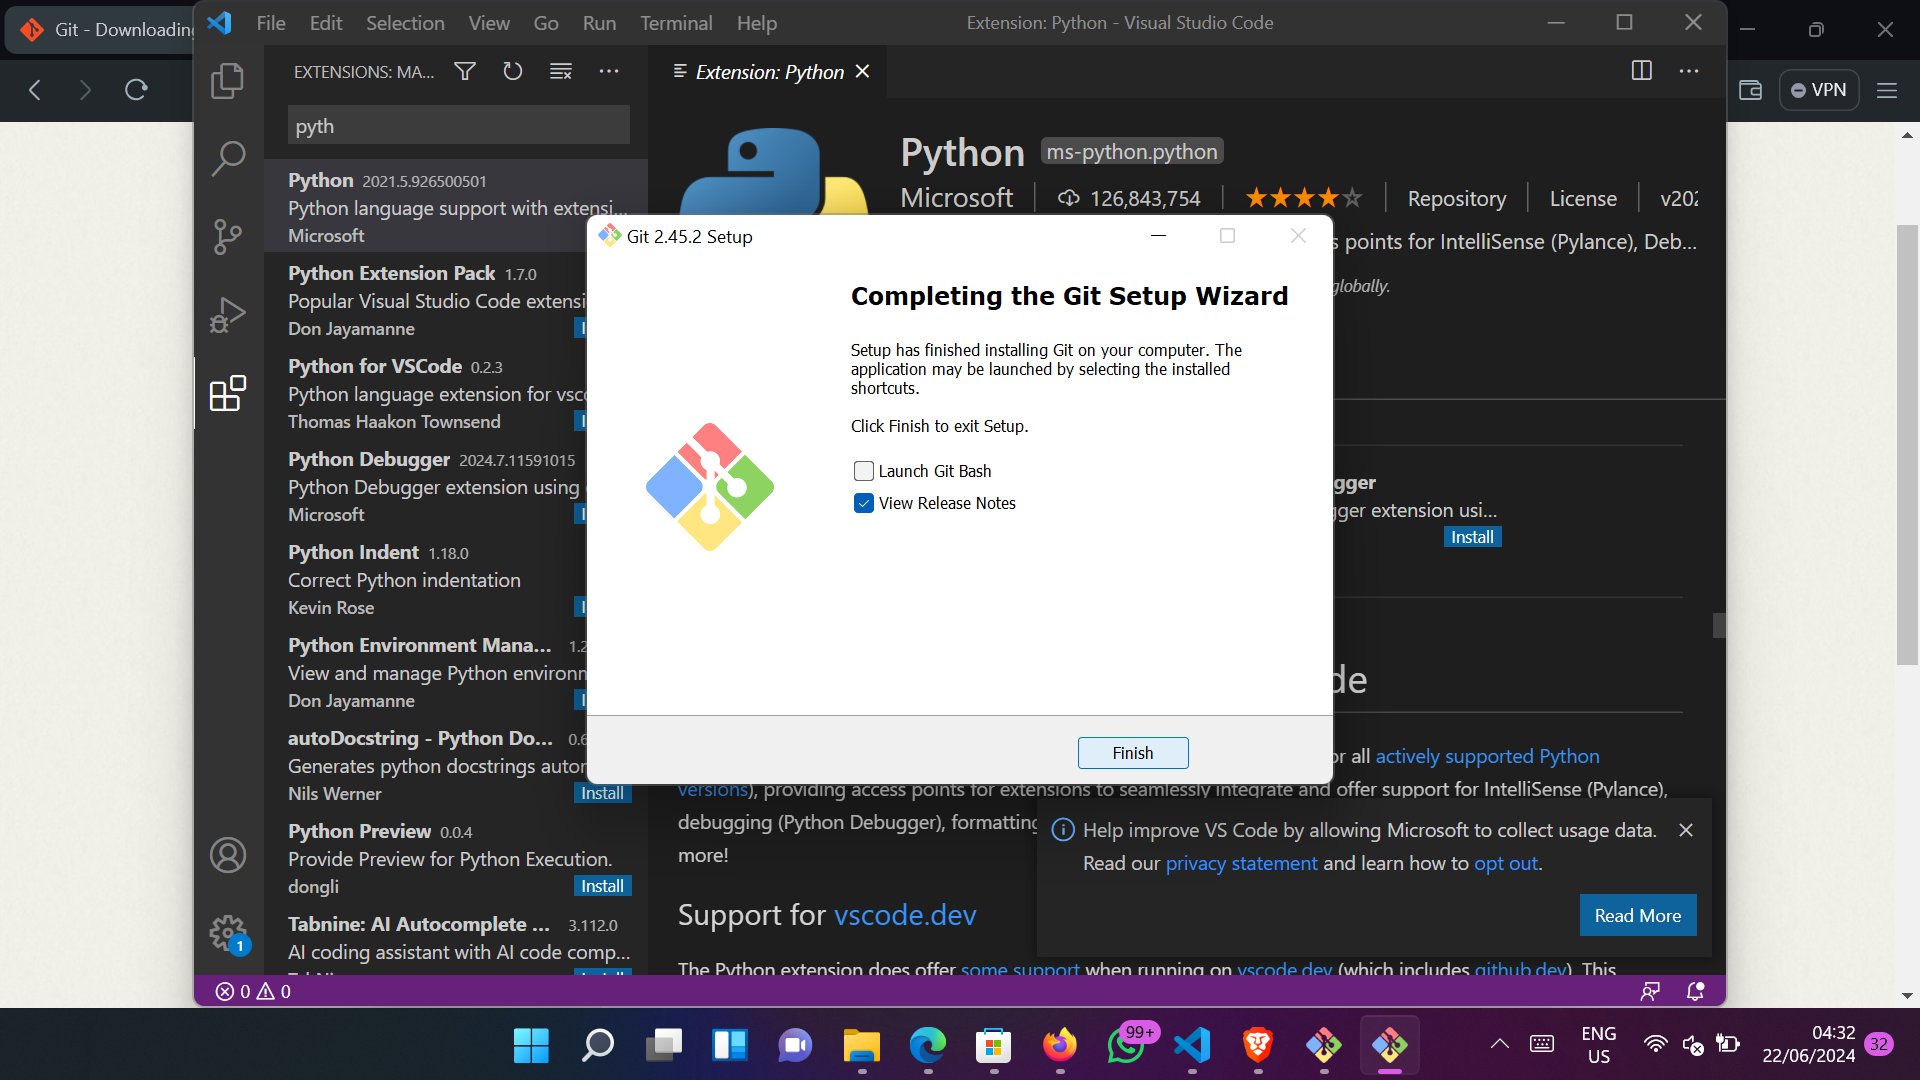 Git - Downloading
File Edit Selection View Go Run Terminal Help
Extension: Python - Visual Studio Code
VPN
EXTENSIONS: MA...
pyth
Python 2021.5.926500501
Python language support with extensi...
Microsoft
Python Extension Pack 1.7.0
Popular Visual Studio Code extensi
Don Jayamanne
Python for VSCode 0.2.3
Python language extension for vsc
Thomas Haakon Townsend
Python Debugger 2024.7.11591015
Python Debugger extension using
Microsoft
Python Indent 1.18.0
Correct Python indentation
Kevin Rose
Python Environment Mana... 1.2
View and manage Python environ
Don Jayamanne
autoDocstring - Python Do... 0.6
Generates python docstrings autor
Nils Werner
Install
Python Preview 0.0.4
Provide Preview for Python Execution.
dongli
Install
Tabnine: AI Autocomplete ... 3.112.0
AI coding assistant with AI code comp...
Extension: Python
Python ms-python.python
Microsoft 126,843,754 Repository License v202
s points for IntelliSense (Pylance), Deb...
globally.
Git 2.45.2 Setup
Completing the Git Setup Wizard
Setup has finished installing Git on your computer. The
application may be launched by selecting the installed
shortcuts.
Click Finish to exit Setup.
Launch Git Bash
View Release Notes
Finish
gger
gger extension usi...
Install
de
or all actively supported Python
versions), providing access points for extensions to seamlessly integrate and offer support for IntelliSense (Pylance),
debugging (Python Debugger), formatting
more!
Support for vscode.dev
The Python extension does offer some support when running on vscode.dev (which includes github.dev). This
Help improve VS Code by allowing Microsoft to collect usage data.
Read our privacy statement and learn how to opt out.
Read More
1
0 0
99+
ENG
US
04:32
22/06/2024
32